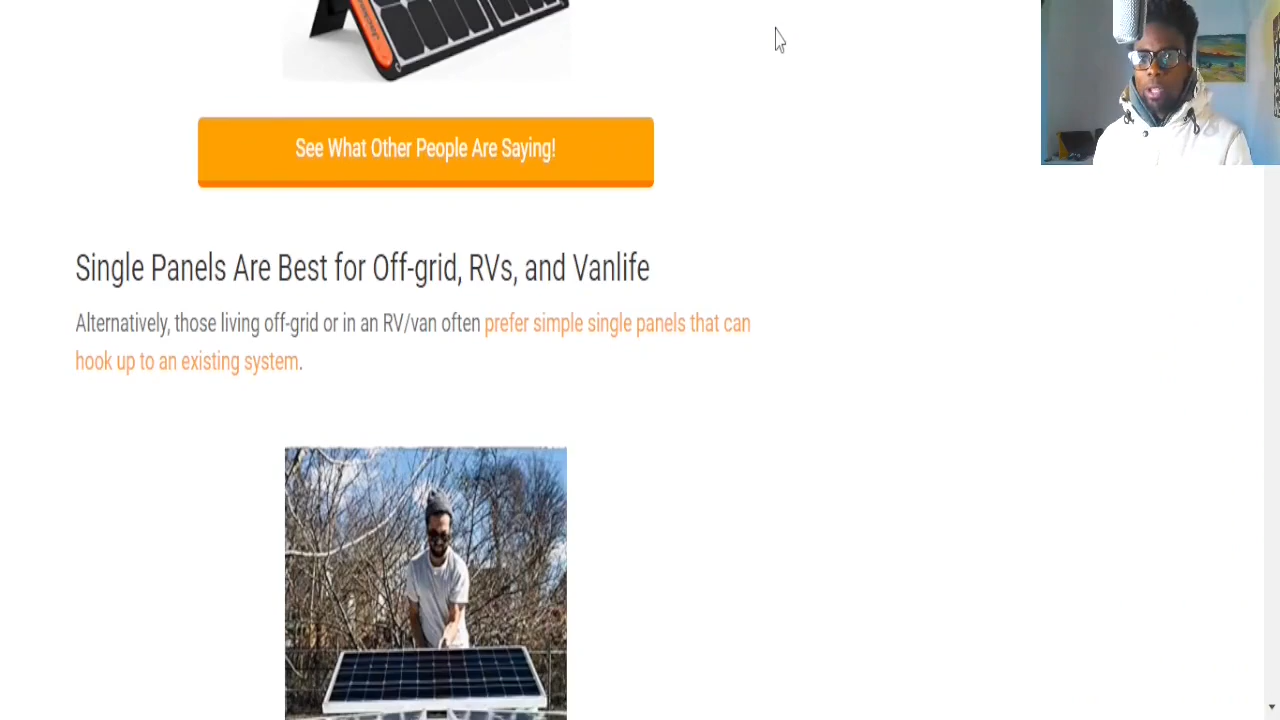 See What Other People Are Saying!
Single Panels Are Best for Off-grid, RVs, and Vanlife
Alternatively, those living off-grid or in an RV/van often prefer simple single panels that can
hook up to an existing system.